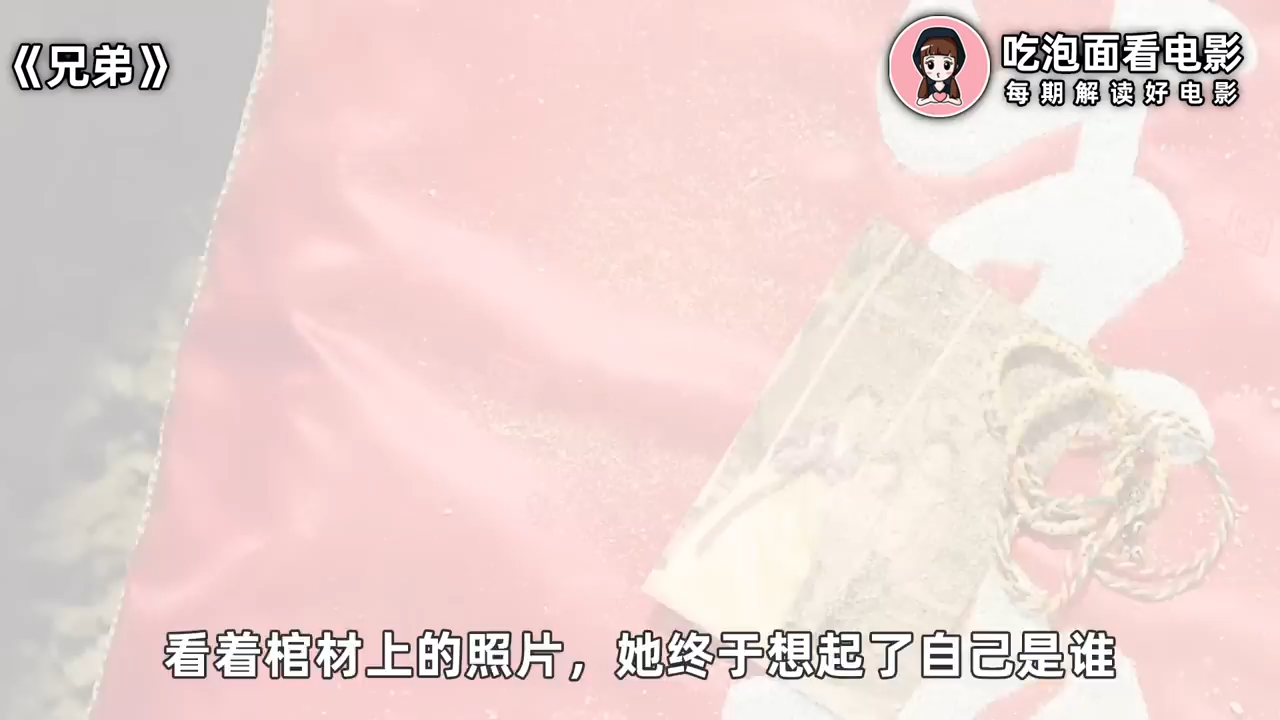 《兄弟》
吃泡面看电影
每期解读好电影
看着棺材上的照片，她终于想起了自己是谁